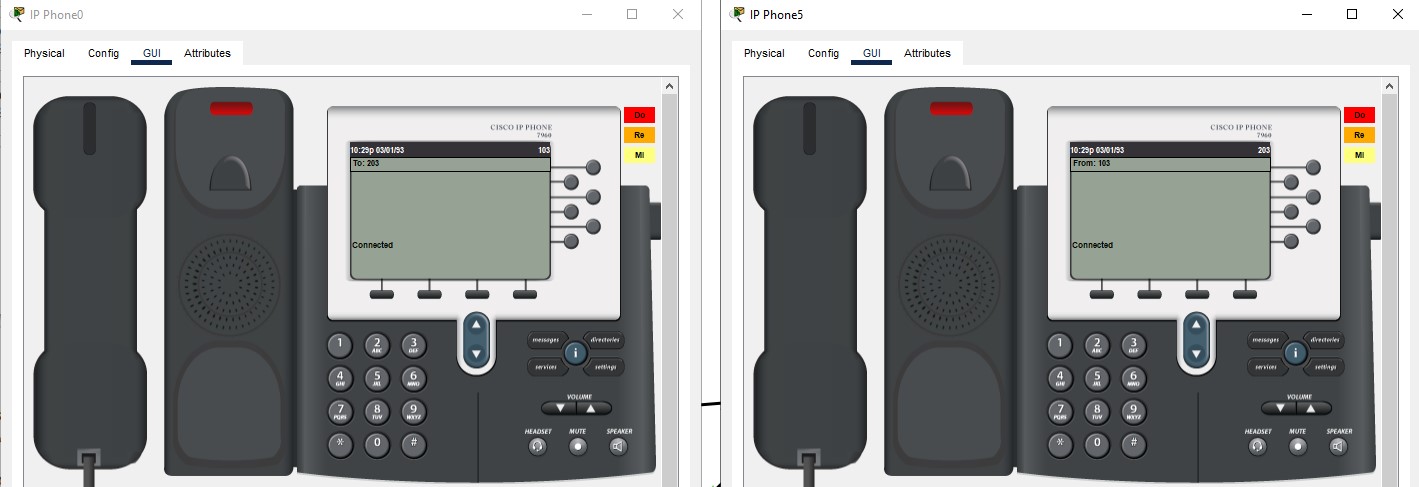 IP Phone0
Physical Config GUI Attributes
CISCO IP PHONE
7960
10:29p 03/01/93 103
To: 203
Connected
Do
Re
MI
1
2 ABC
3 DEF
4 GHI
5 JKL
6 MNO
7 PQRS
8 TUV
9 WXYZ
* 0 #
messages directories
i
services settings
VOLUME
HEADSET MUTE SPEAKER
IP Phone5
Physical Config GUI Attributes
CISCO IP PHONE
7960
10:29p 03/01/93 203
From: 103
Connected
Do
Re
MI
1
2 ABC
3 DEF
4 GHI
5 JKL
6 MNO
7 PQRS
8 TUV
9 WXYZ
* 0 #
messages directories
i
services settings
VOLUME
HEADSET MUTE SPEAKER